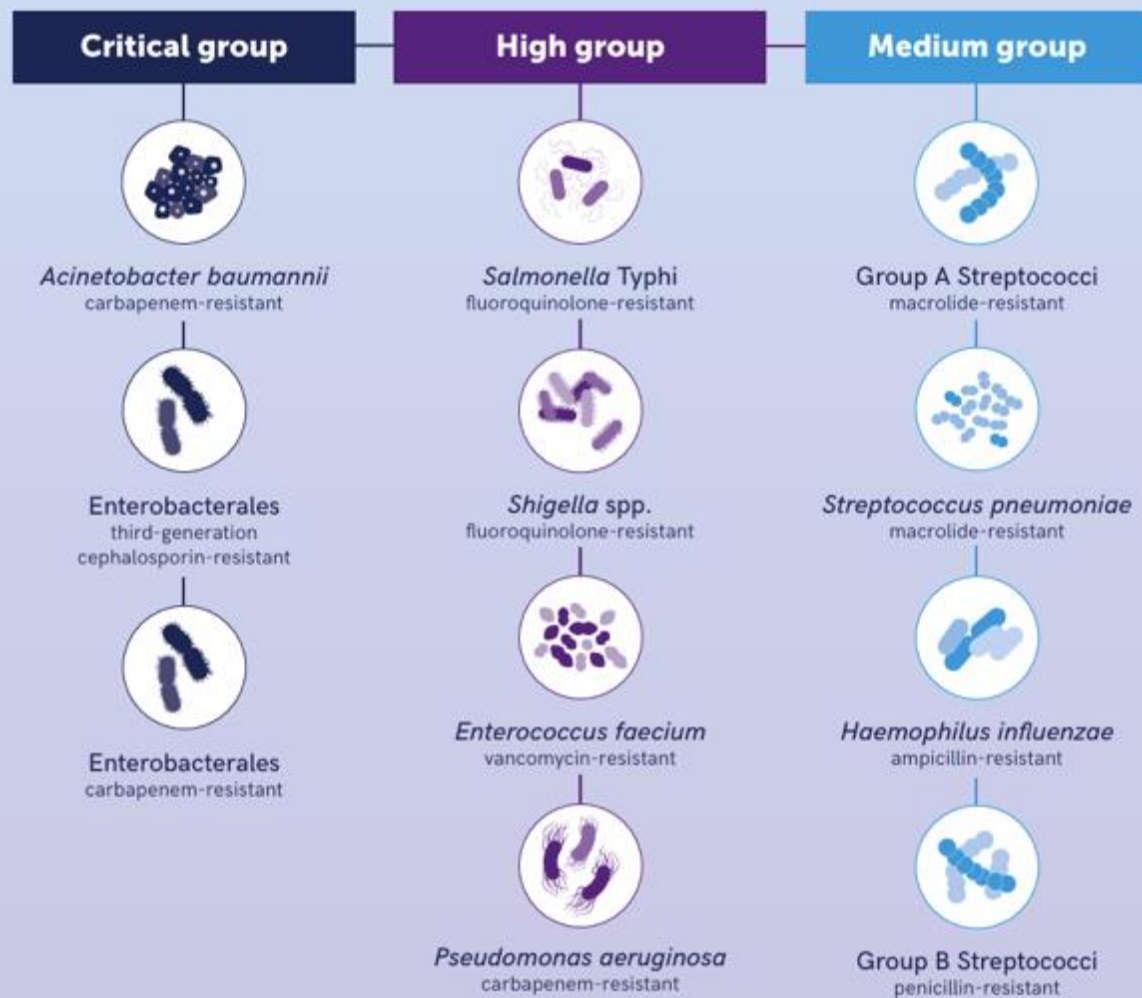 Critical group
Acinetobacter baumannii
carbapenem-resistant
Enterobacterales
third-generation
cephalosporin-resistant
Enterobacterales
carbapenem-resistant
High group
Salmonella Typhi
fluoroquinolone-resistant
Shigella spp.
fluoroquinolone-resistant
Enterococcus faecium
vancomycin-resistant
Pseudomonas aeruginosa
carbapenem-resistant
Medium group
Group A Streptococci
macrolide-resistant
Streptococcus pneumoniae
macrolide-resistant
Haemophilus influenzae
ampicillin-resistant
Group B Streptococci
penicillin-resistant